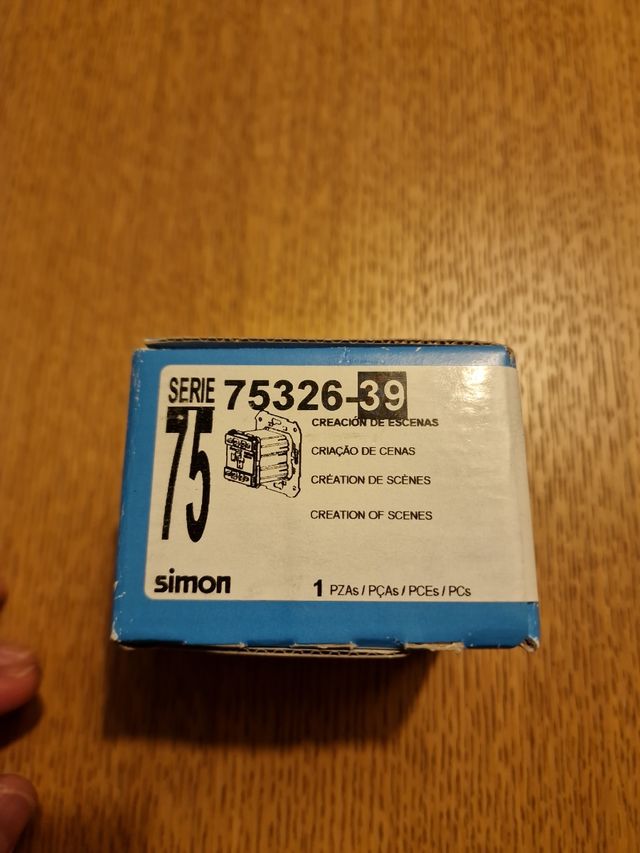 SERIE 75326-39
75
CREACIÓN DE ESCENAS
CRIAÇÃO DE CENAS
CRÉATION DE SCÈNES
CREATION OF SCENES
simon
1 PZAs / PÇAs / PCEs / PCs